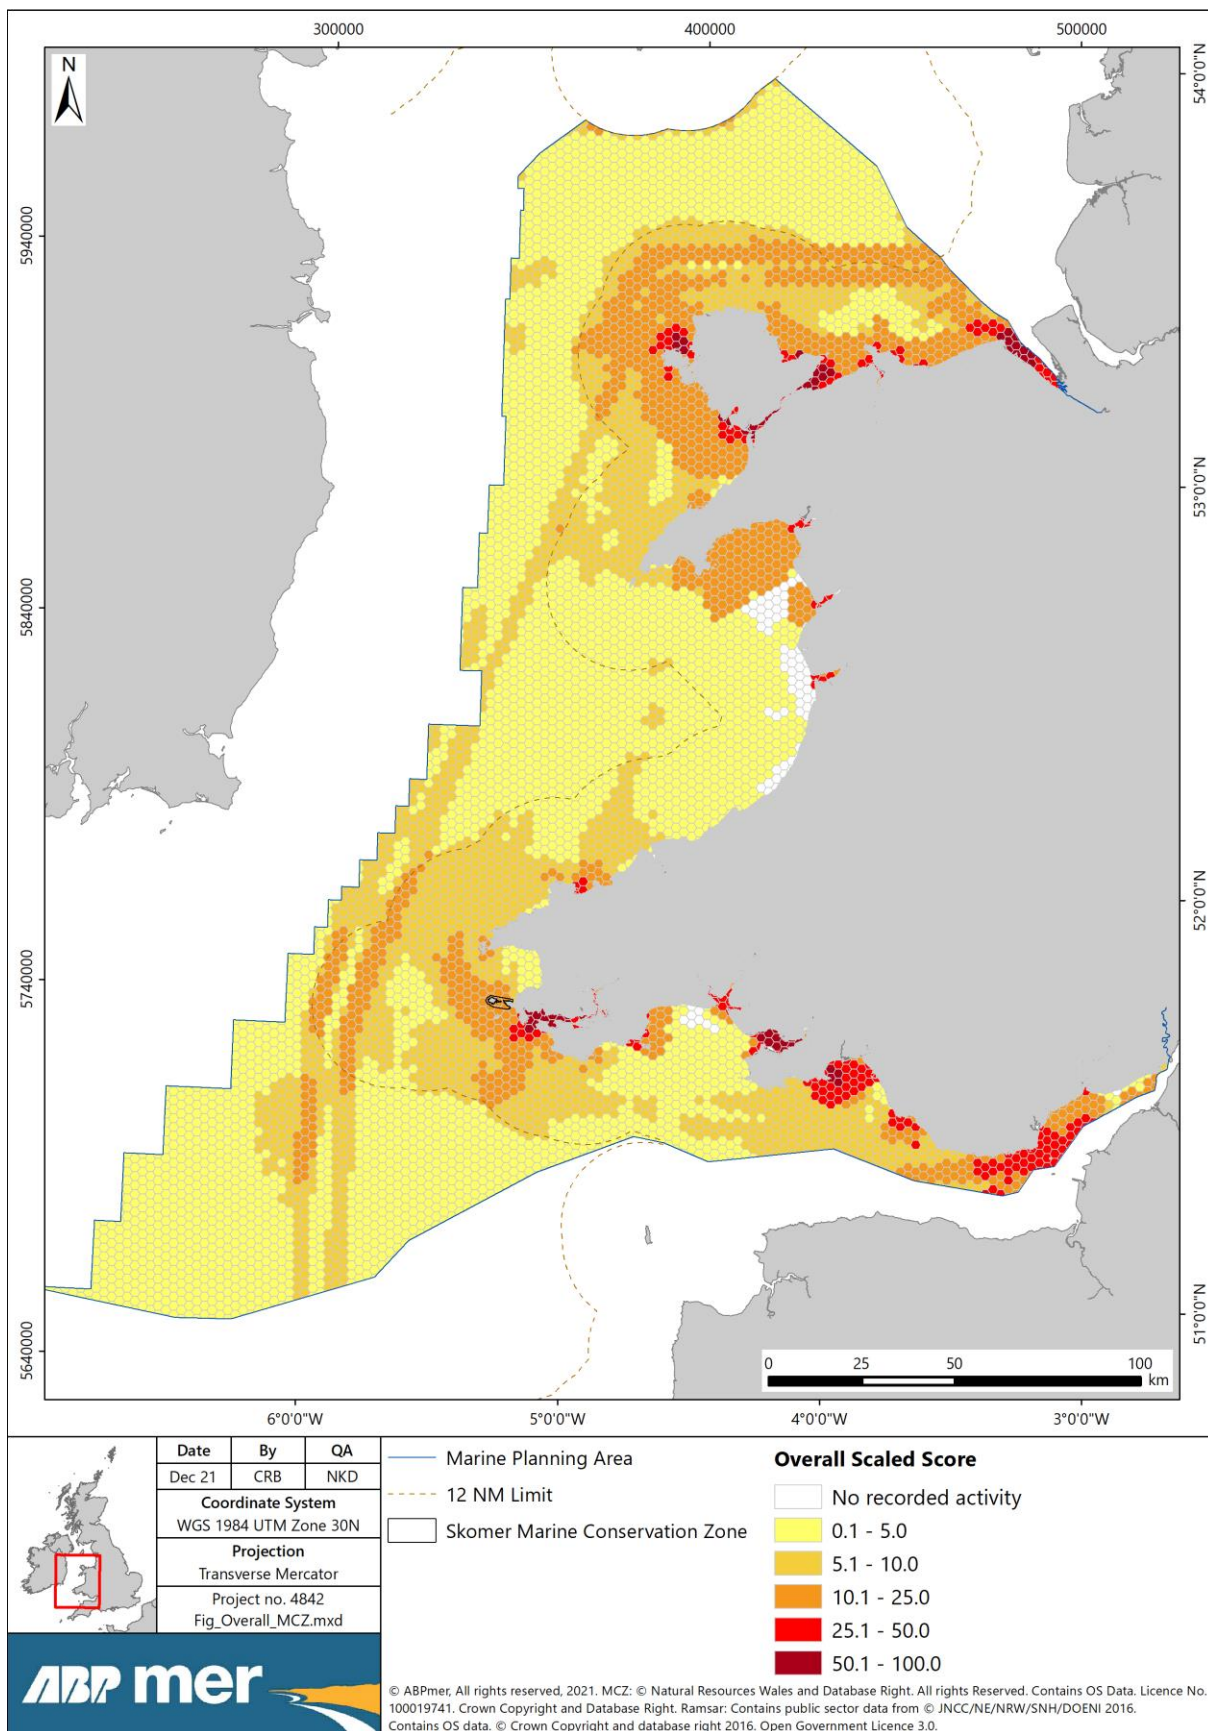 300000 400000 500000
N
54°0'0"N
5940000
53°0'0"N
5840000
52°0'0"N
5740000
51°0'0"N
5640000
0 25 50 100
km
6°0'0"W 5°0'0"W 4°0'0"W 3°0'0"W
Date By QA
Dec 21 CRB NKD
Coordinate System
WGS 1984 UTM Zone 30N
Projection
Transverse Mercator
Project no. 4842
Fig_Overall_MCZ.mxd
ABPmer
Marine Planning Area
12 NM Limit
Skomer Marine Conservation Zone
Overall Scaled Score
No recorded activity
0.1 - 5.0
5.1 - 10.0
10.1 - 25.0
25.1 - 50.0
50.1 - 100.0
© ABPmer, All rights reserved, 2021. MCZ: © Natural Resources Wales and Database Right. All rights Reserved. Contains OS Data. Licence No.
100019741. Crown Copyright and Database Right. Ramsar: Contains public sector data from © JNCC/NE/NRW/SNH/DOENI 2016.
Contains OS data. © Crown Copyright and database right 2016. Open Government Licence 3.0.